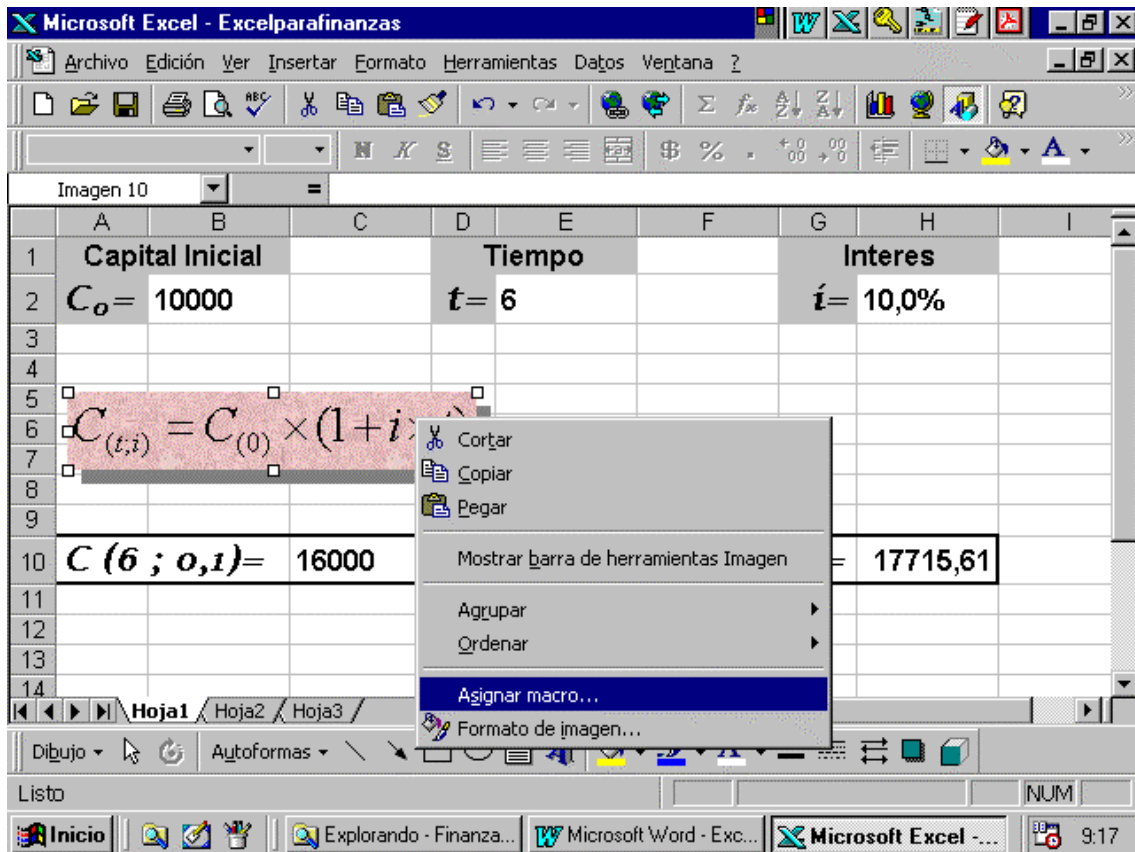 Microsoft Excel - Excelparafinanzas
Archivo Edición Ver Insertar Formato Herramientas Datos Ventana ?
N K S $ %
Imagen 10 =
A B C D E F G H I
1 Capital Inicial Tiempo Interes
2 Co= 10000 t= 6 í= 10,0%
3
4
5
6 C(t;i) = C(0) ×(1+i
7
8
9
10 C (6 ; 0,1)= 16000 = 17715,61
11
12
13
14
Cortar
Copiar
Pegar
Mostrar barra de herramientas Imagen
Agrupar
Ordenar
Asignar macro...
Formato de imagen...
Hoja1 Hoja2 Hoja3
Dibujo Autoformas
Listo NUM
Inicio Explorando - Finanza... Microsoft Word - Exc... Microsoft Excel -... 9:17